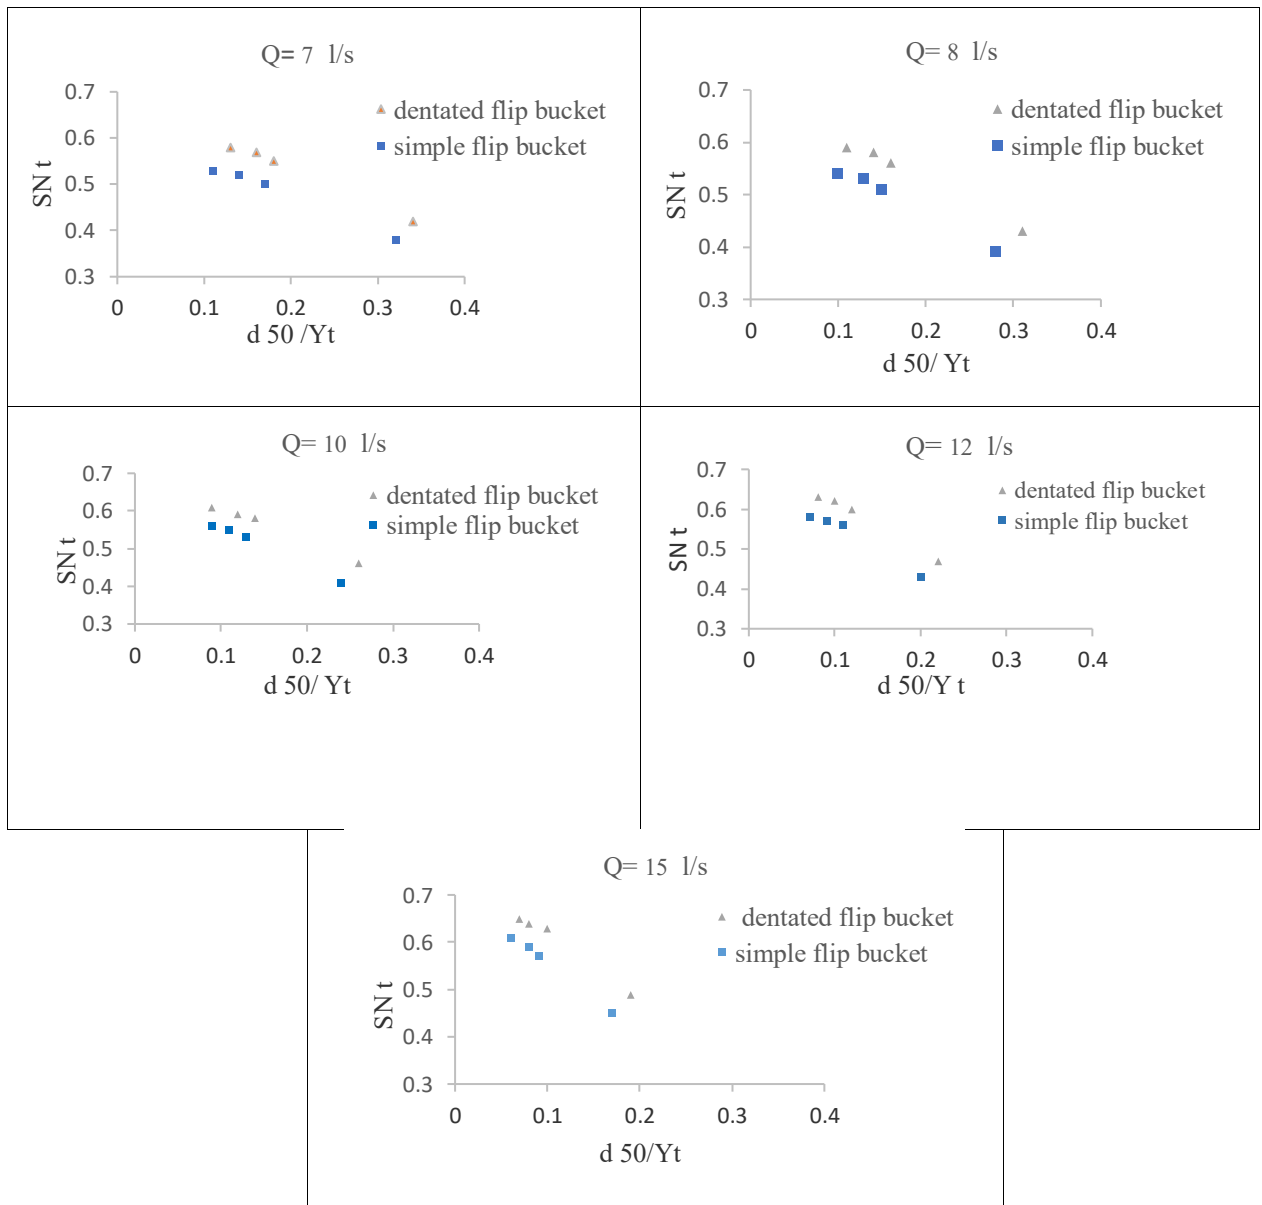 Q= 7 l/s
0.7
0.6
0.5
0.4
0.3
SN t
dentated flip bucket
simple flip bucket
0 0.1 0.2 0.3 0.4
d 50 /Yt
Q= 8 l/s
0.7
0.6
0.5
0.4
0.3
SN t
dentated flip bucket
simple flip bucket
0 0.1 0.2 0.3 0.4
d 50/ Yt
Q= 10 l/s
0.7
0.6
0.5
0.4
0.3
SN t
dentated flip bucket
simple flip bucket
0 0.1 0.2 0.3 0.4
d 50/ Yt
Q= 12 l/s
0.7
0.6
0.5
0.4
0.3
SN t
dentated flip bucket
simple flip bucket
0 0.1 0.2 0.3 0.4
d 50/Y t
Q= 15 l/s
0.7
0.6
0.5
0.4
0.3
SN t
dentated flip bucket
simple flip bucket
0 0.1 0.2 0.3 0.4
d 50/Yt